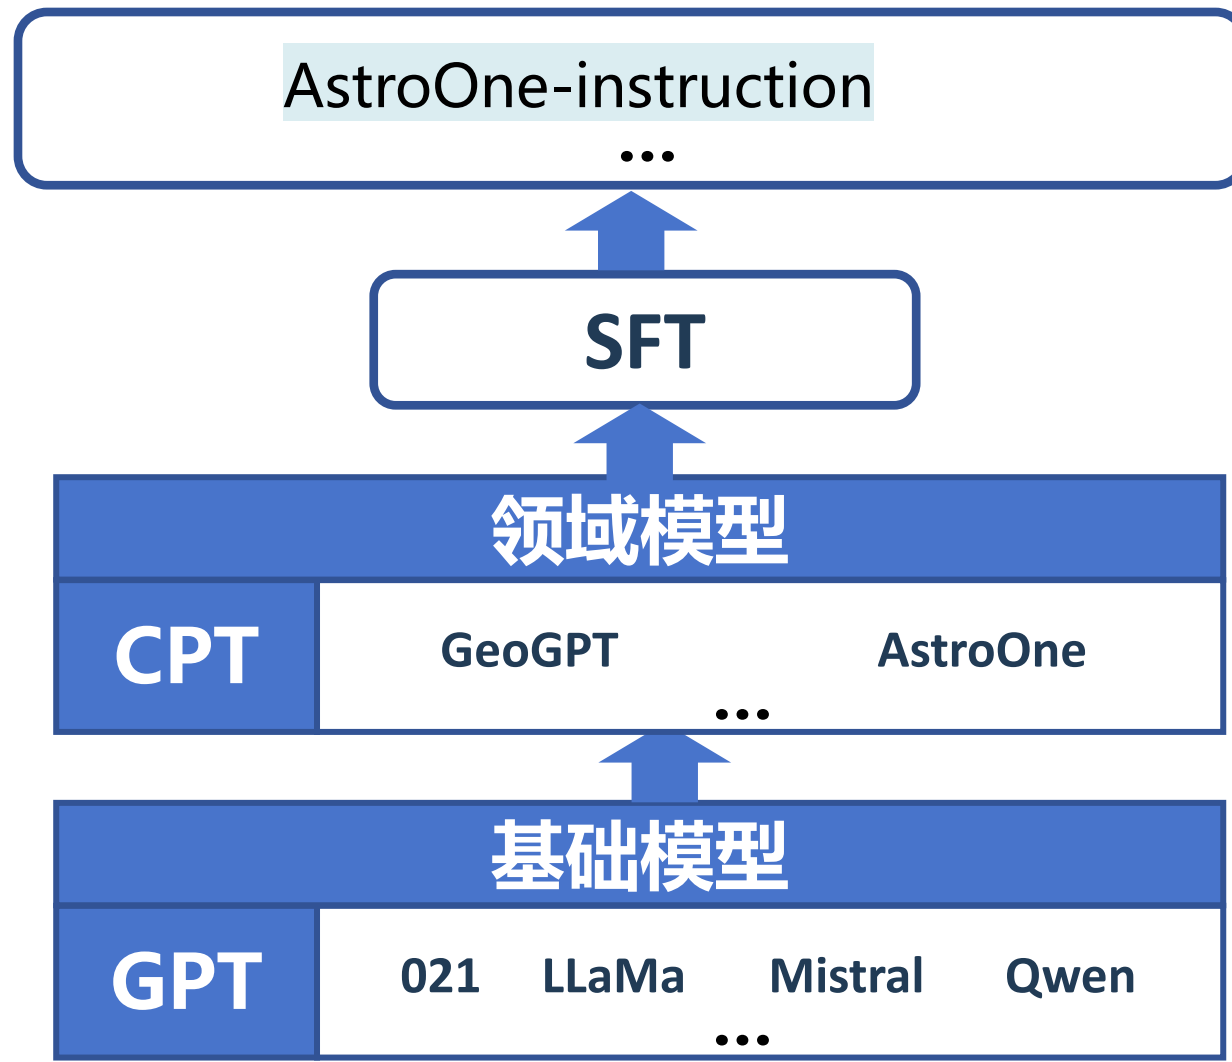 AstroOne-instruction
...
SFT
领域模型
CPT
GeoGPT AstroOne
...
基础模型
GPT
021 LLaMa Mistral Qwen
...